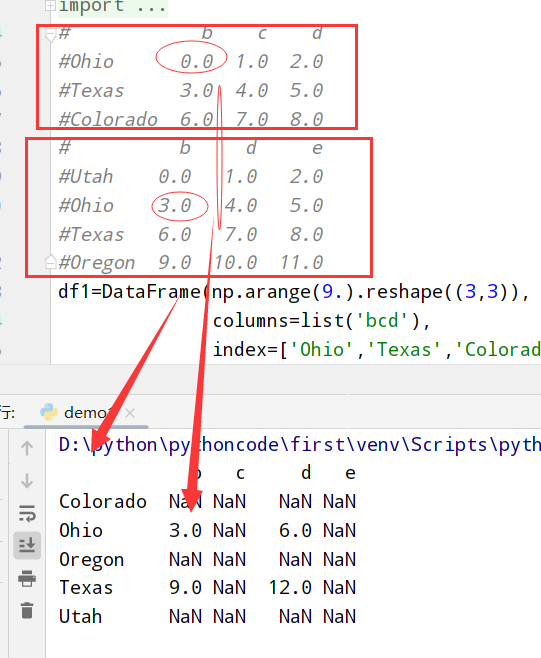 import ...
#            b    c    d
#Ohio      0.0  1.0  2.0
#Texas     3.0  4.0  5.0
#Colorado  6.0  7.0  8.0
#          b     d     e
#Utah    0.0   1.0   2.0
#Ohio    3.0   4.0   5.0
#Texas   6.0   7.0   8.0
#Oregon  9.0  10.0  11.0
df1=DataFrame(np.arange(9.).reshape((3,3)),
columns=list('bcd'),
index=['Ohio','Texas','Colorad
行: demo
D:\python\pythoncode\first\venv\Scripts\pyth
b   c     d   e
Colorado  NaN NaN   NaN NaN
Ohio      3.0 NaN   6.0 NaN
Oregon    NaN NaN   NaN NaN
Texas     9.0 NaN  12.0 NaN
Utah      NaN NaN   NaN NaN